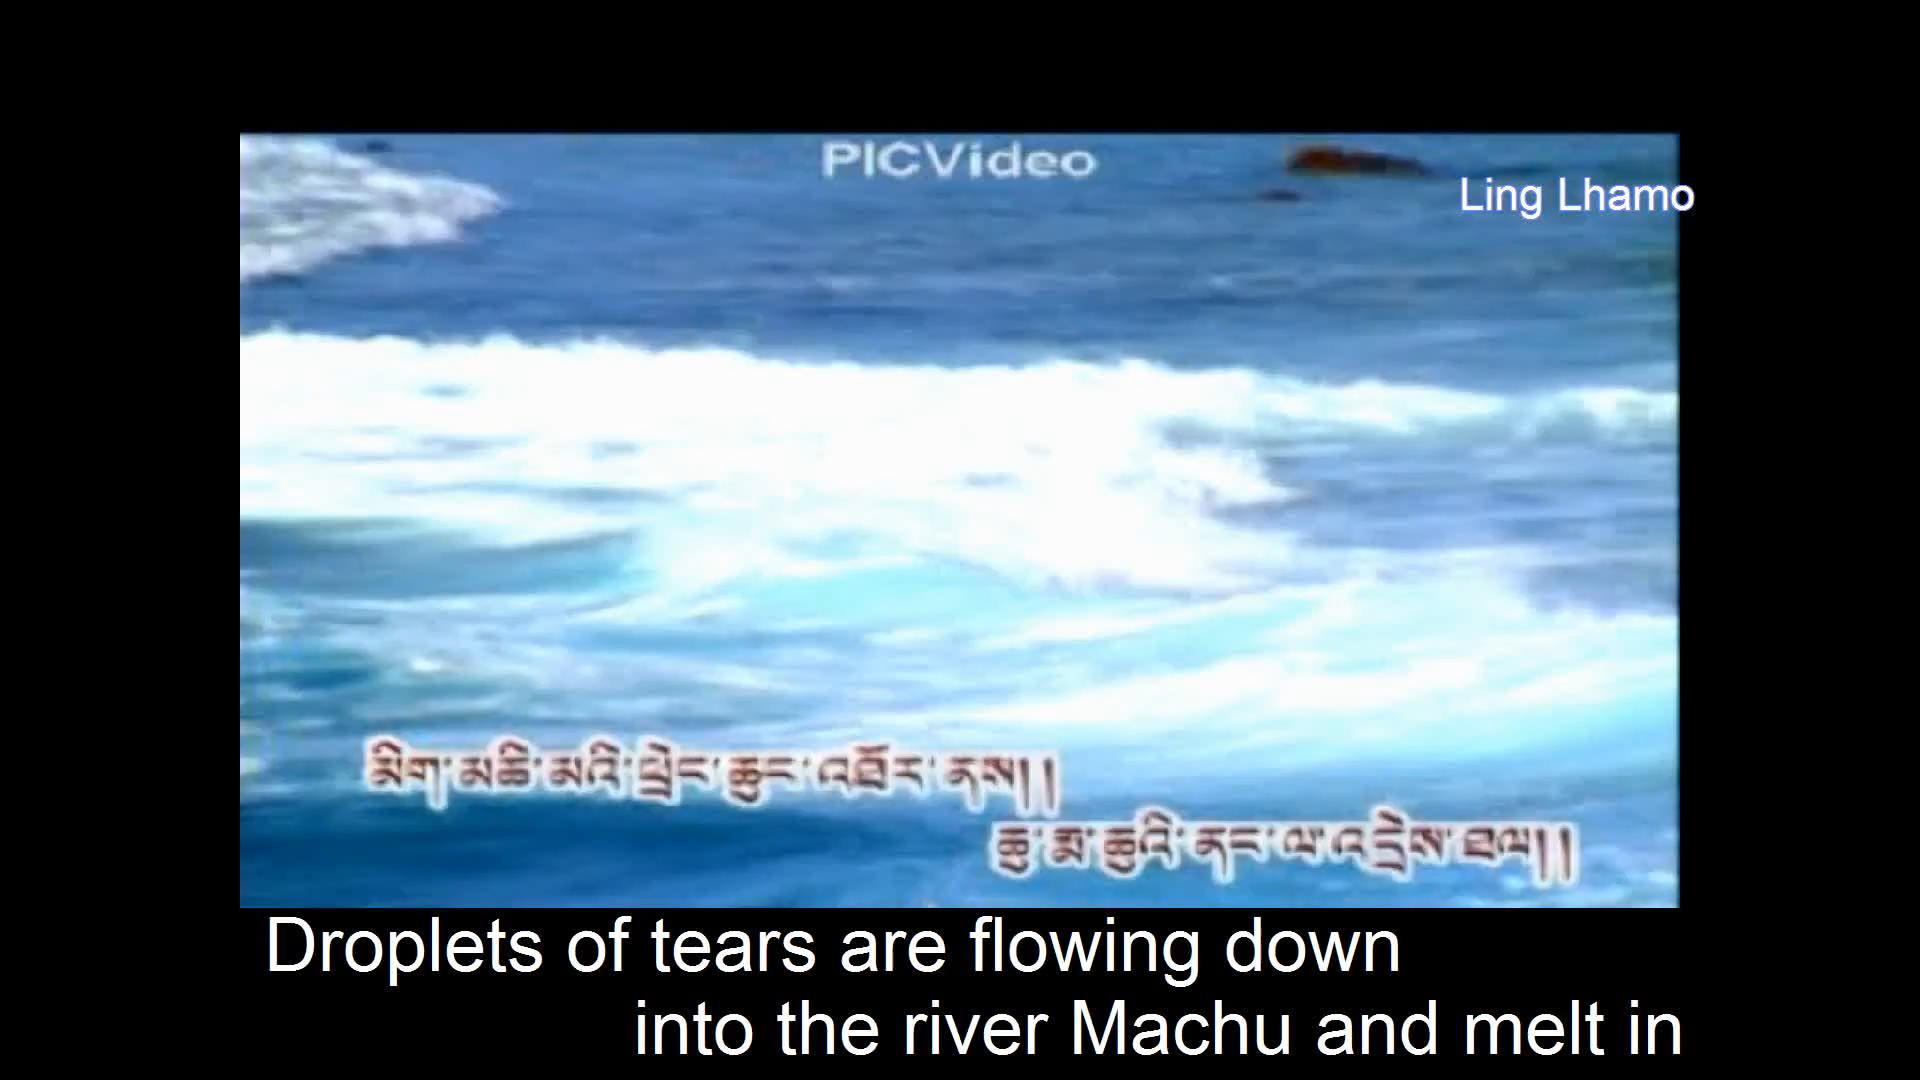 PICVideo
Ling Lhamo
མིག་མཆི་མའི་ཕྲེང་ཆུང་འཐོར་ནས།།
ཆུ་རྨ་ཆུའི་ནང་ལ་འདྲེས་ཐལ།།
Droplets of tears are flowing down
into the river Machu and melt in